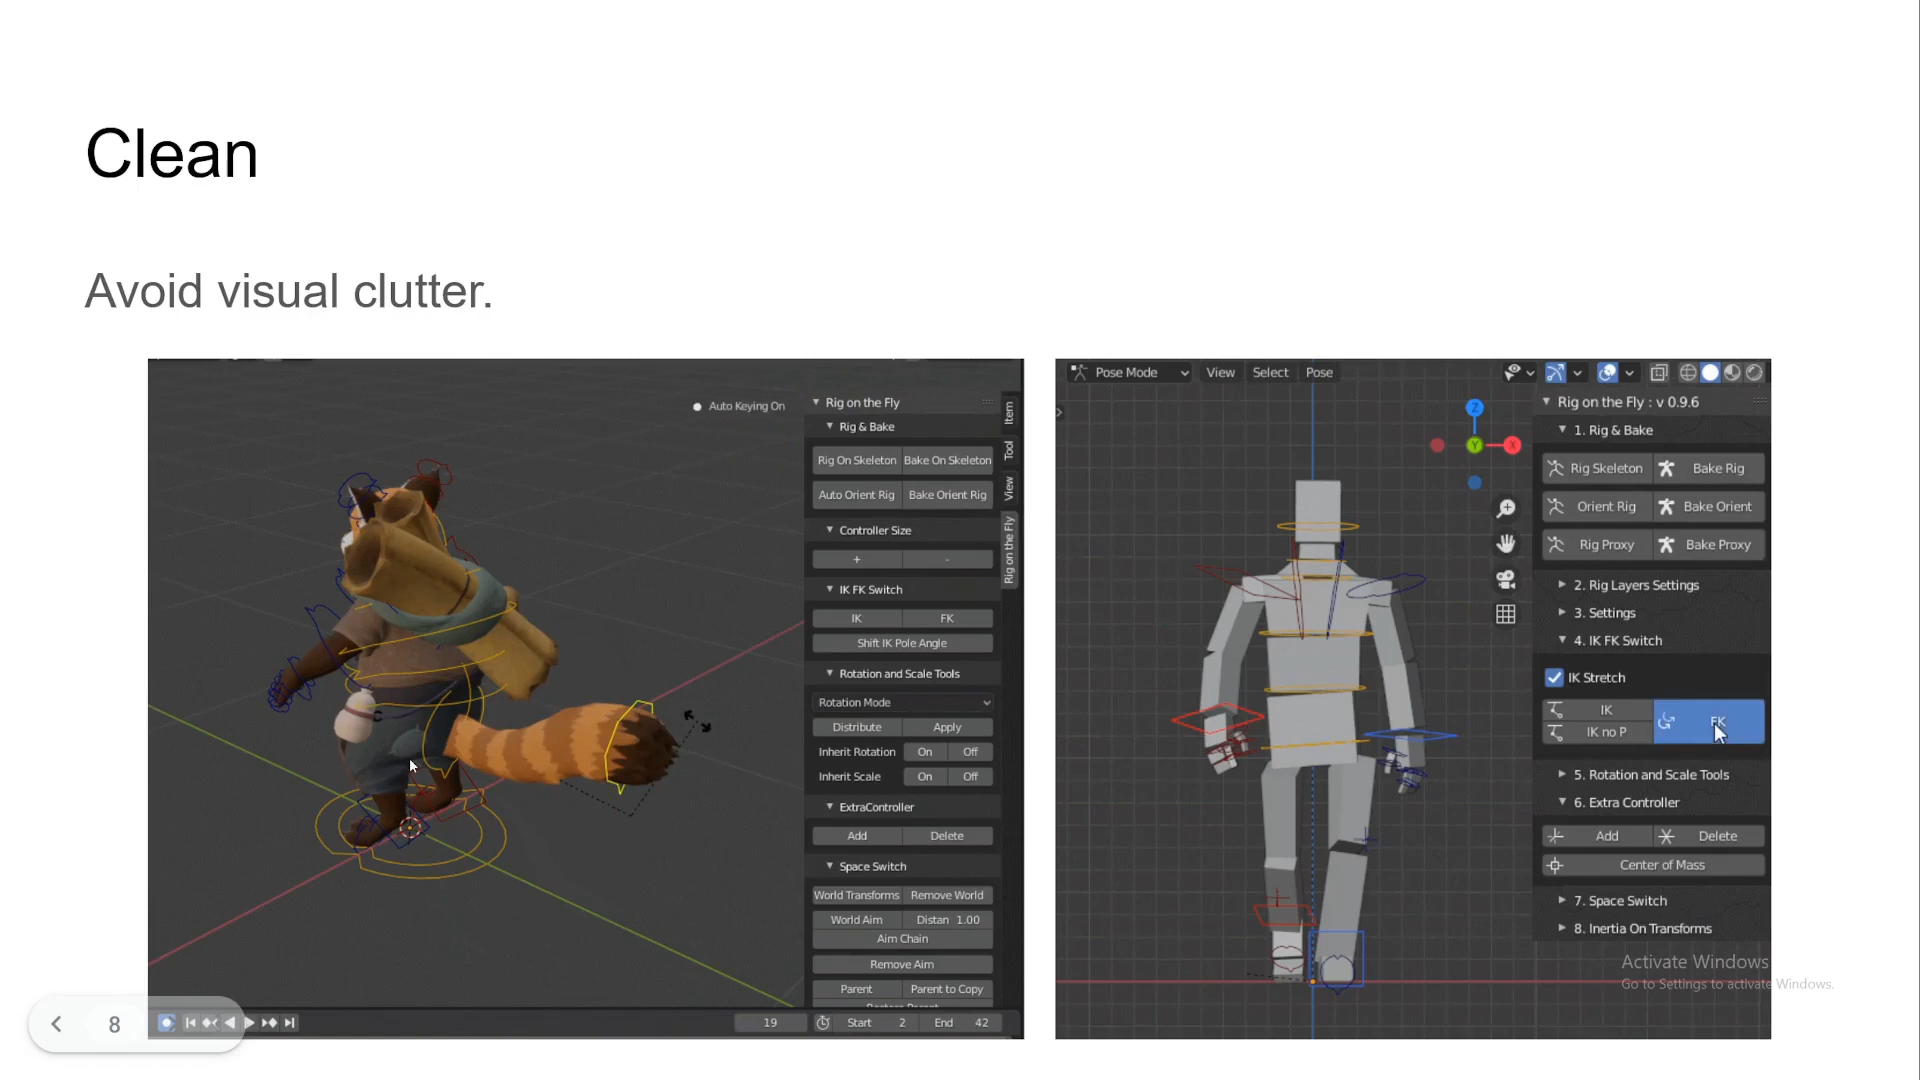 Clean
Avoid visual clutter.
Auto Keying On
Rig on the Fly
Rig & Bake
Rig On Skeleton Bake On Skeleton
Auto Orient Rig Bake Orient Rig
Controller Size
+ -
IK FK Switch
IK FK
Shift IK Pole Angle
Rotation and Scale Tools
Rotation Mode
Distribute Apply
Inherit Rotation On Off
Inherit Scale On Off
ExtraController
Add Delete
Space Switch
World Transforms Remove World
World Aim Distan 1.00
Aim Chain
Remove Aim
Parent Parent to Copy
Item
Tool
View
Rig on the Fly
19 Start 2 End 42
8
Pose Mode View Select Pose
Z
Y
X
Rig on the Fly : v 0.9.6
1. Rig & Bake
Rig Skeleton Bake Rig
Orient Rig Bake Orient
Rig Proxy Bake Proxy
2. Rig Layers Settings
3. Settings
4. IK FK Switch
IK Stretch
IK FK
IK no P
5. Rotation and Scale Tools
6. Extra Controller
Add Delete
Center of Mass
7. Space Switch
8. Inertia On Transforms
Activate Windows
Go to Settings to activate Windows.